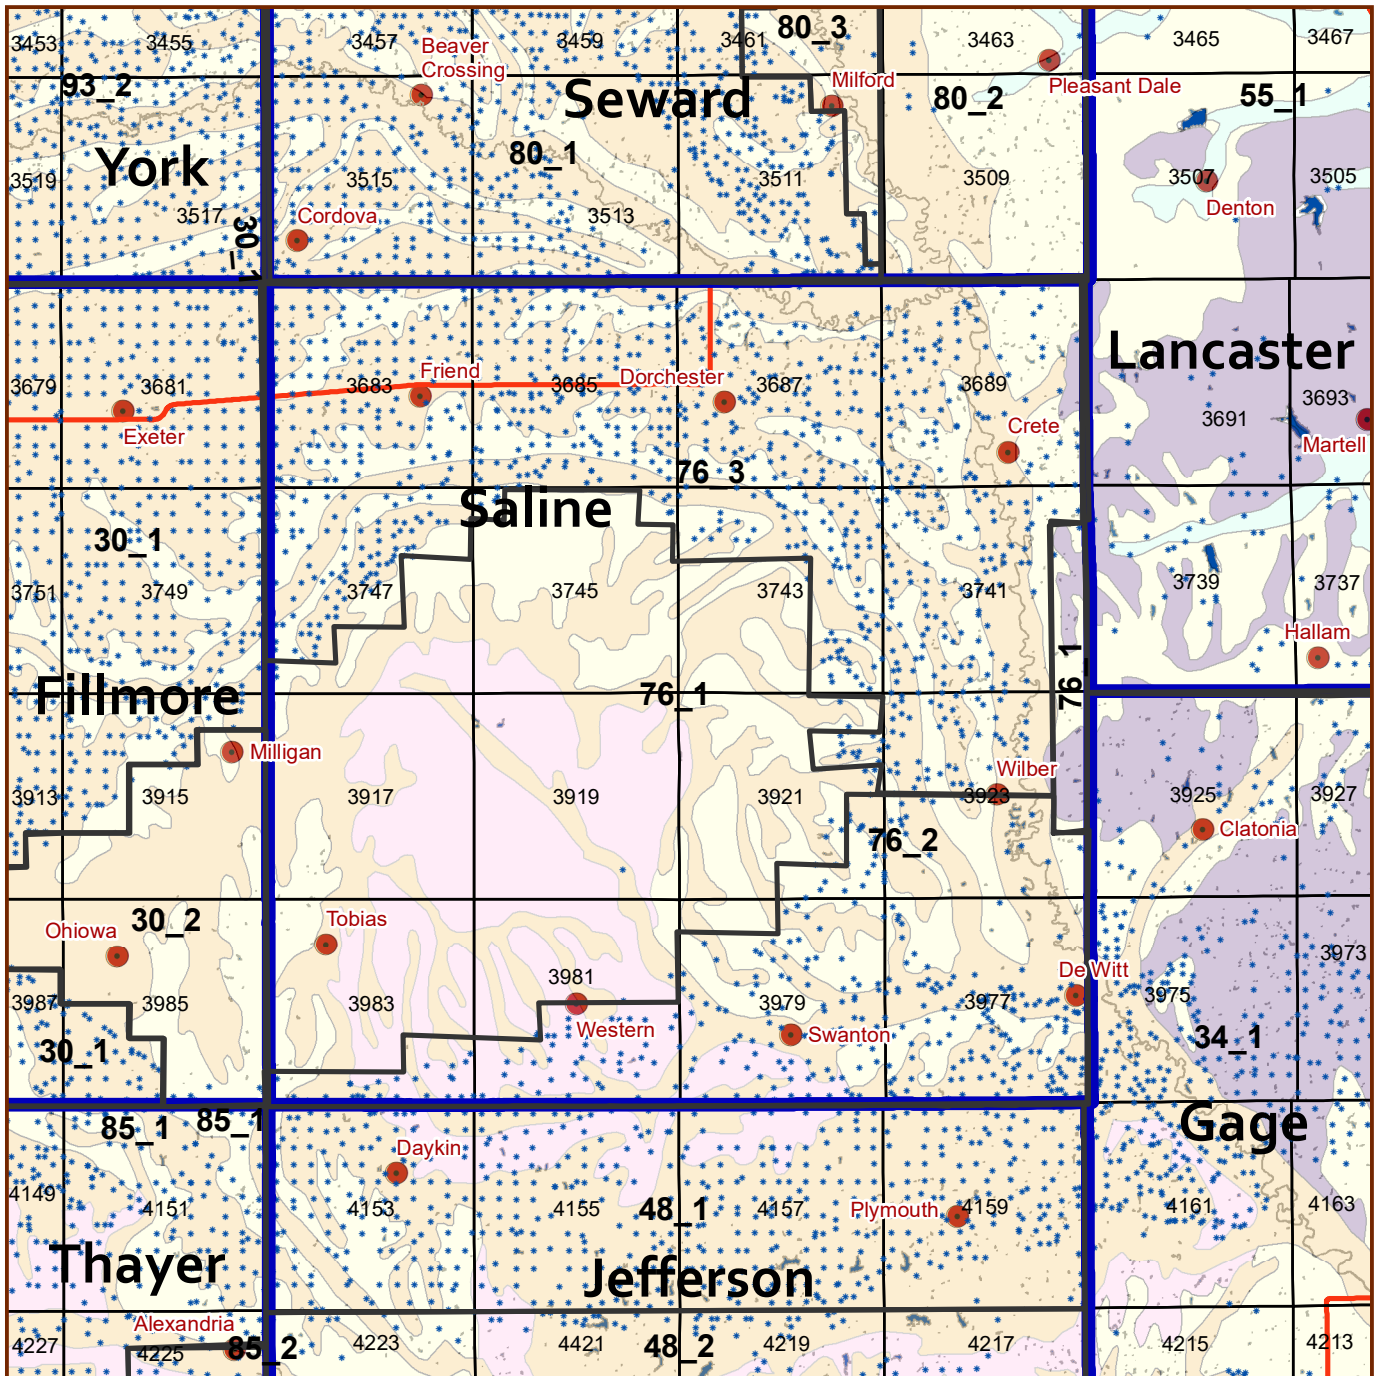 3453
3455
3457
Beaver
Crossing
3459
3461
80_3
3463
3465
3467
93_2
Seward
Milford
80_2
Pleasant Dale
55_1
York
80_1
3519
3515
3511
3509
3507
3505
3517
Cordova
3513
Denton
30_1
Lancaster
3679
3681
3683
Friend
3685
Dorchester
3687
3689
3691
3693
Exeter
Crete
Martell
76_3
Saline
30_1
3751
3749
3747
3745
3743
3741
3739
3737
Hallam
Fillmore
76_1
76_1
Milligan
Wilber
3913
3915
3917
3919
3921
3923
3925
3927
Clatonia
76_2
Ohiowa
30_2
Tobias
3973
De Witt
3987
3985
3983
3981
3979
3977
3975
Western
Swanton
34_1
30_1
85_1
85_1
Gage
Daykin
4149
4151
4153
4155
48_1
4157
Plymouth
4159
4161
4163
Thayer
Jefferson
Alexandria
4227
4225
85_2
4223
4421
48_2
4219
4217
4215
4213